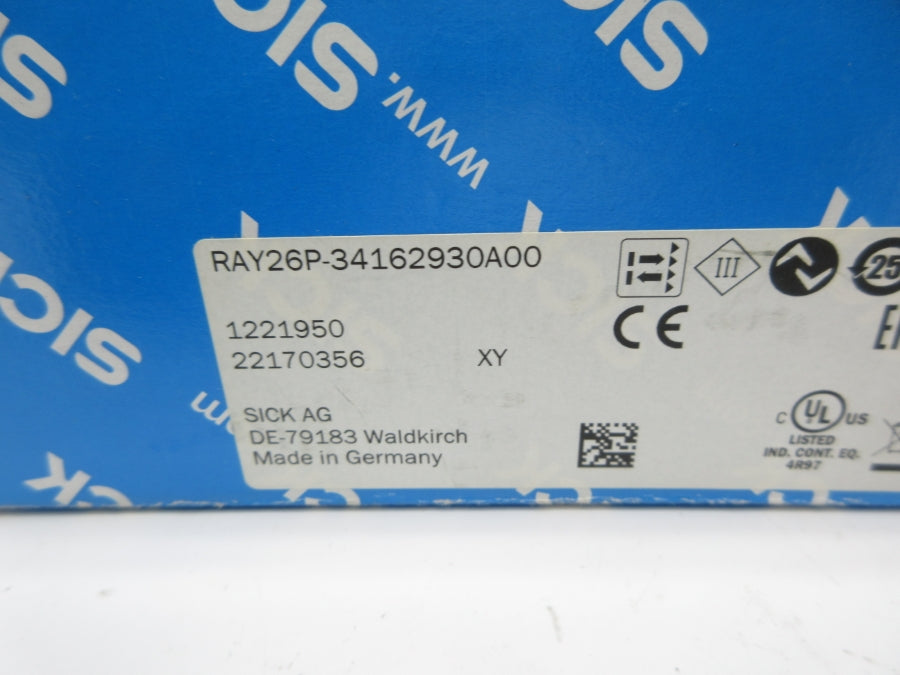 SICK
SICK
www.
SICK
RAY26P-34162930A00
III
25
1221950
22170356 XY
CE
SICK AG
DE-79183 Waldkirch
Made in Germany
C UL US
LISTED
IND. CONT. EQ.
4R97